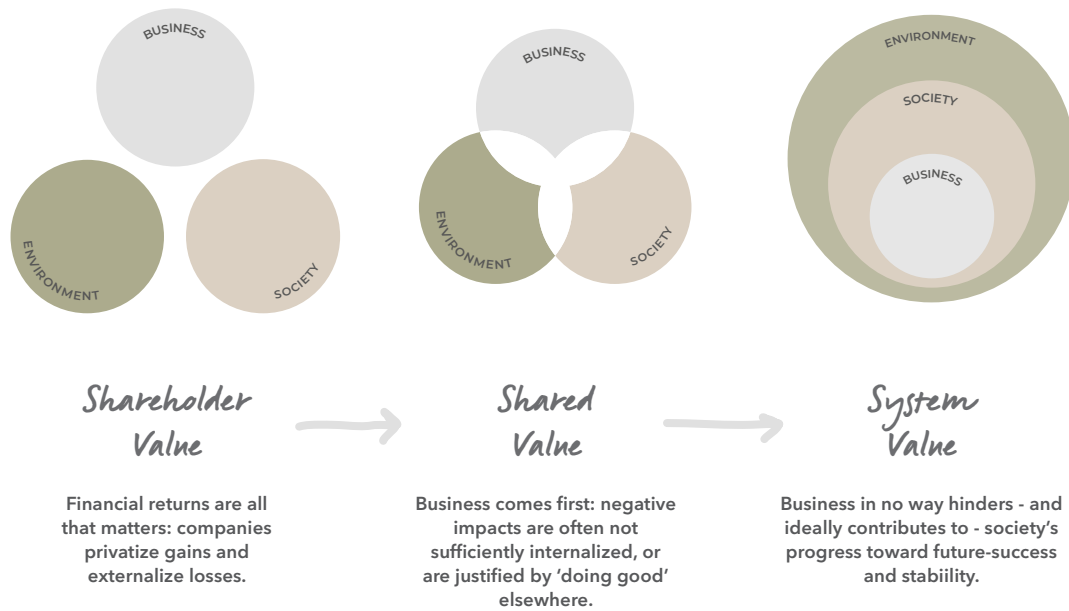 BUSINESS
ENVIRONMENT
SOCIETY
BUSINESS
ENVIRONMENT
SOCIETY
ENVIRONMENT
SOCIETY
BUSINESS
Shareholder
Value
Financial returns are all
that matters: companies
privatize gains and
externalize losses.
Shared
Value
Business comes first: negative
impacts are often not
sufficiently internalized, or
are justified by ‘doing good’
elsewhere.
System
Value
Business in no way hinders - and
ideally contributes to - society’s
progress toward future-success
and stabiility.